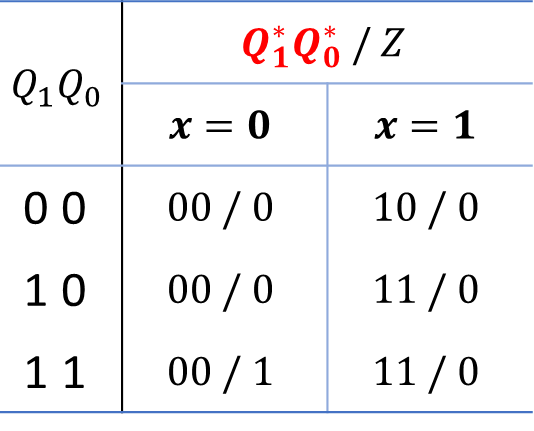 Q₁*Q₀* / Z
Q₁Q₀
x = 0 x = 1
0 0 00 / 0 10 / 0
1 0 00 / 0 11 / 0
1 1 00 / 1 11 / 0